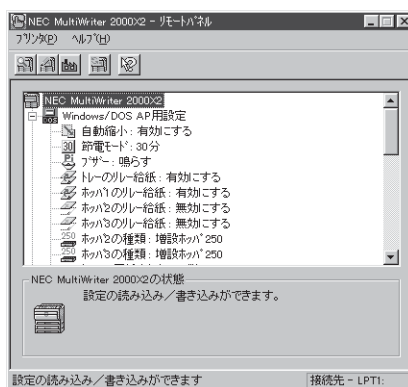 NEC MultiWriter 2000X2 - ﾘﾓｰﾄﾊﾟﾈﾙ
ﾌﾟﾘﾝﾀ(P) ﾍﾙﾌﾟ(H)
NEC MultiWriter 2000X2
Windows/DOS AP用設定
自動縮小 : 有効にする
30 節電ﾓｰﾄﾞ : 30分
ﾌﾞｻﾞｰ : 鳴らす
ﾄﾚｰのﾘﾚｰ給紙 : 有効にする
ﾎｯﾊﾟ1のﾘﾚｰ給紙 : 有効にする
ﾎｯﾊﾟ2のﾘﾚｰ給紙 : 無効にする
ﾎｯﾊﾟ3のﾘﾚｰ給紙 : 無効にする
250 ﾎｯﾊﾟ2の種類 : 増設ﾎｯﾊﾟ250
250 ﾎｯﾊﾟ3の種類 : 増設ﾎｯﾊﾟ250
NEC MultiWriter 2000X2の状態
設定の読み込み／書き込みができます。
設定の読み込み／書き込みができます
接続先 - LPT1: